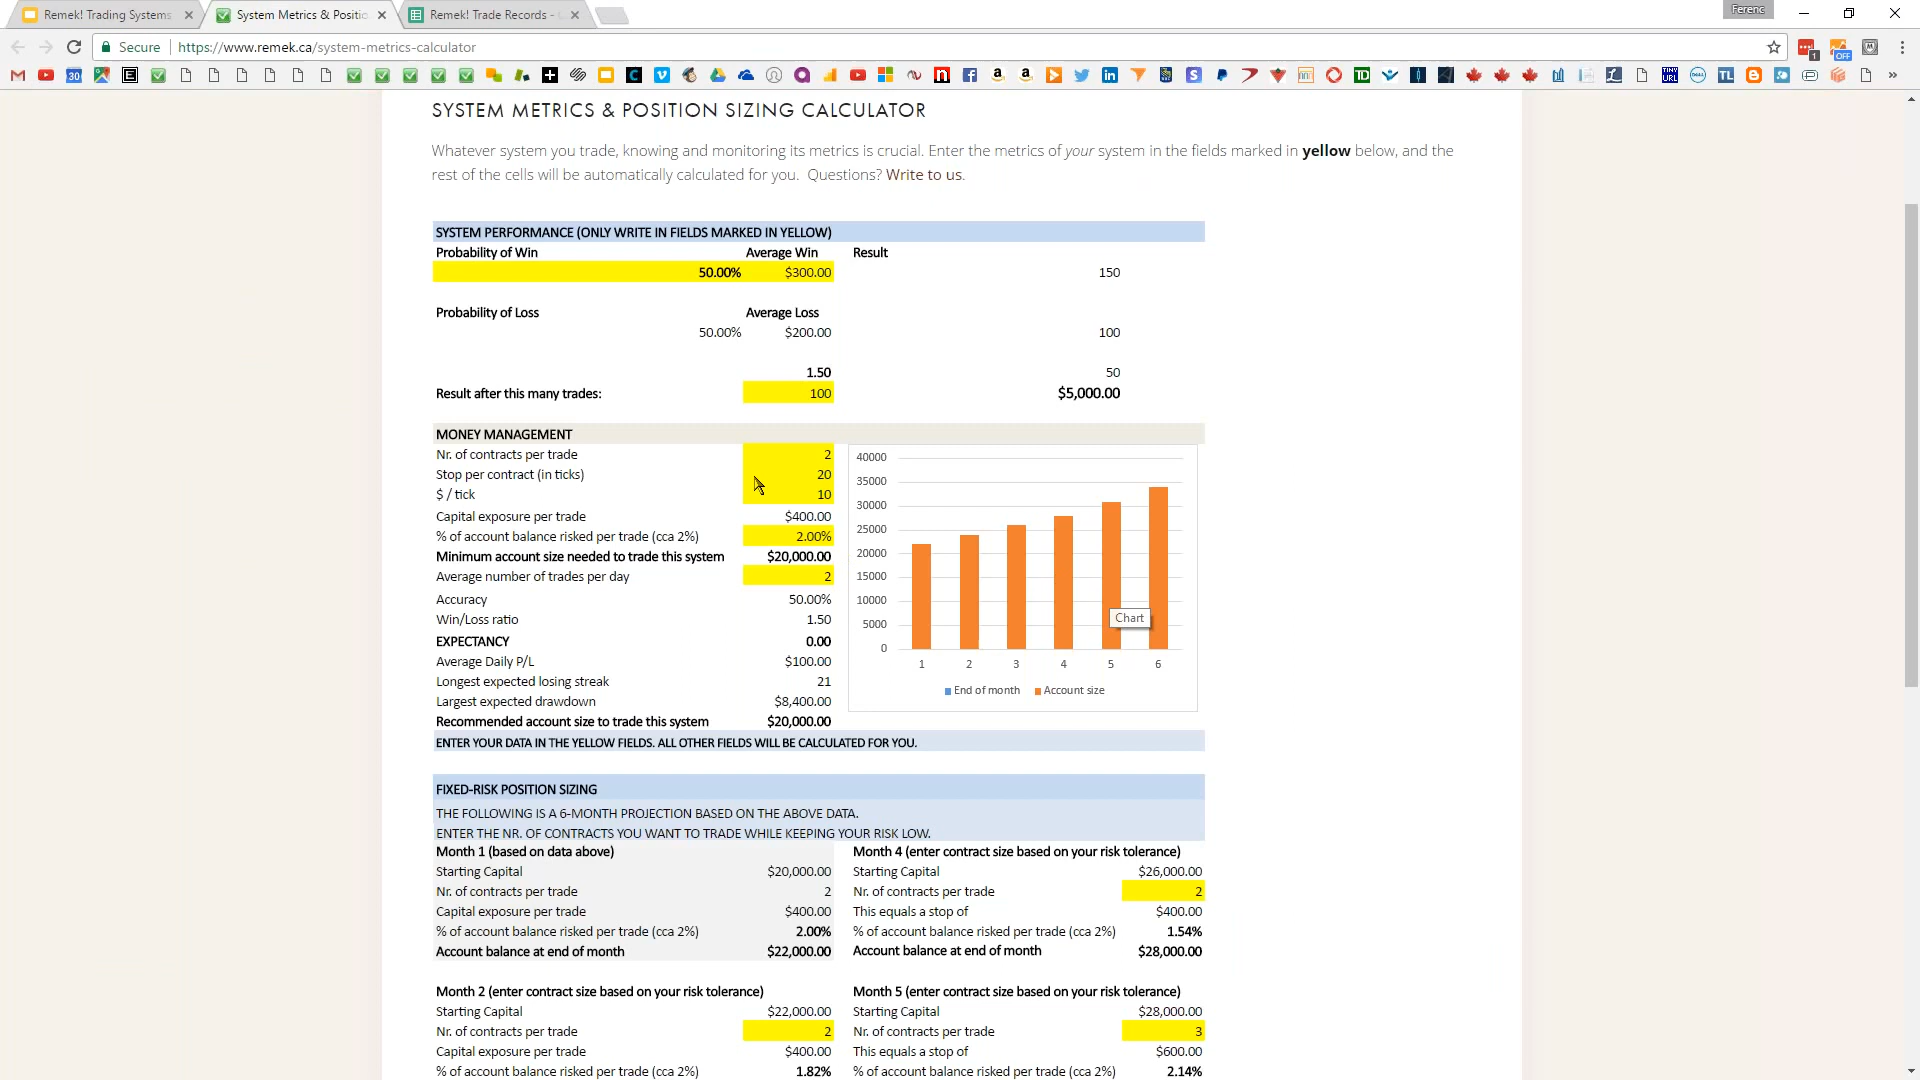 Remek! Trading Systems
System Metrics & Positio
Remek! Trade Records -
Ferenc
Secure
https://www.remek.ca/system-metrics-calculator
SYSTEM METRICS & POSITION SIZING CALCULATOR
Whatever system you trade, knowing and monitoring its metrics is crucial. Enter the metrics of your system in the fields marked in yellow below, and the
rest of the cells will be automatically calculated for you. Questions? Write to us.
SYSTEM PERFORMANCE (ONLY WRITE IN FIELDS MARKED IN YELLOW)
Probability of Win Average Win Result
50.00% $300.00 150
Probability of Loss Average Loss
50.00% $200.00 100
1.50 50
Result after this many trades: 100 $5,000.00
MONEY MANAGEMENT
Nr. of contracts per trade 2
Stop per contract (in ticks) 20
$ / tick 10
Capital exposure per trade $400.00
% of account balance risked per trade (cca 2%) 2.00%
Minimum account size needed to trade this system $20,000.00
Average number of trades per day 2
Accuracy 50.00%
Win/Loss ratio 1.50
EXPECTANCY 0.00
Average Daily P/L $100.00
Longest expected losing streak 21
Largest expected drawdown $8,400.00
Recommended account size to trade this system $20,000.00
40000
35000
30000
25000
20000
15000
10000
5000
0
1 2 3 4 5 6
Chart
End of month Account size
ENTER YOUR DATA IN THE YELLOW FIELDS. ALL OTHER FIELDS WILL BE CALCULATED FOR YOU.
FIXED-RISK POSITION SIZING
THE FOLLOWING IS A 6-MONTH PROJECTION BASED ON THE ABOVE DATA.
ENTER THE NR. OF CONTRACTS YOU WANT TO TRADE WHILE KEEPING YOUR RISK LOW.
Month 1 (based on data above)
Starting Capital $20,000.00
Nr. of contracts per trade 2
Capital exposure per trade $400.00
% of account balance risked per trade (cca 2%) 2.00%
Account balance at end of month $22,000.00
Month 4 (enter contract size based on your risk tolerance)
Starting Capital $26,000.00
Nr. of contracts per trade 2
This equals a stop of $400.00
% of account balance risked per trade (cca 2%) 1.54%
Account balance at end of month $28,000.00
Month 2 (enter contract size based on your risk tolerance)
Starting Capital $22,000.00
Nr. of contracts per trade 2
Capital exposure per trade $400.00
% of account balance risked per trade (cca 2%) 1.82%
Month 5 (enter contract size based on your risk tolerance)
Starting Capital $28,000.00
Nr. of contracts per trade 3
This equals a stop of $600.00
% of account balance risked per trade (cca 2%) 2.14%